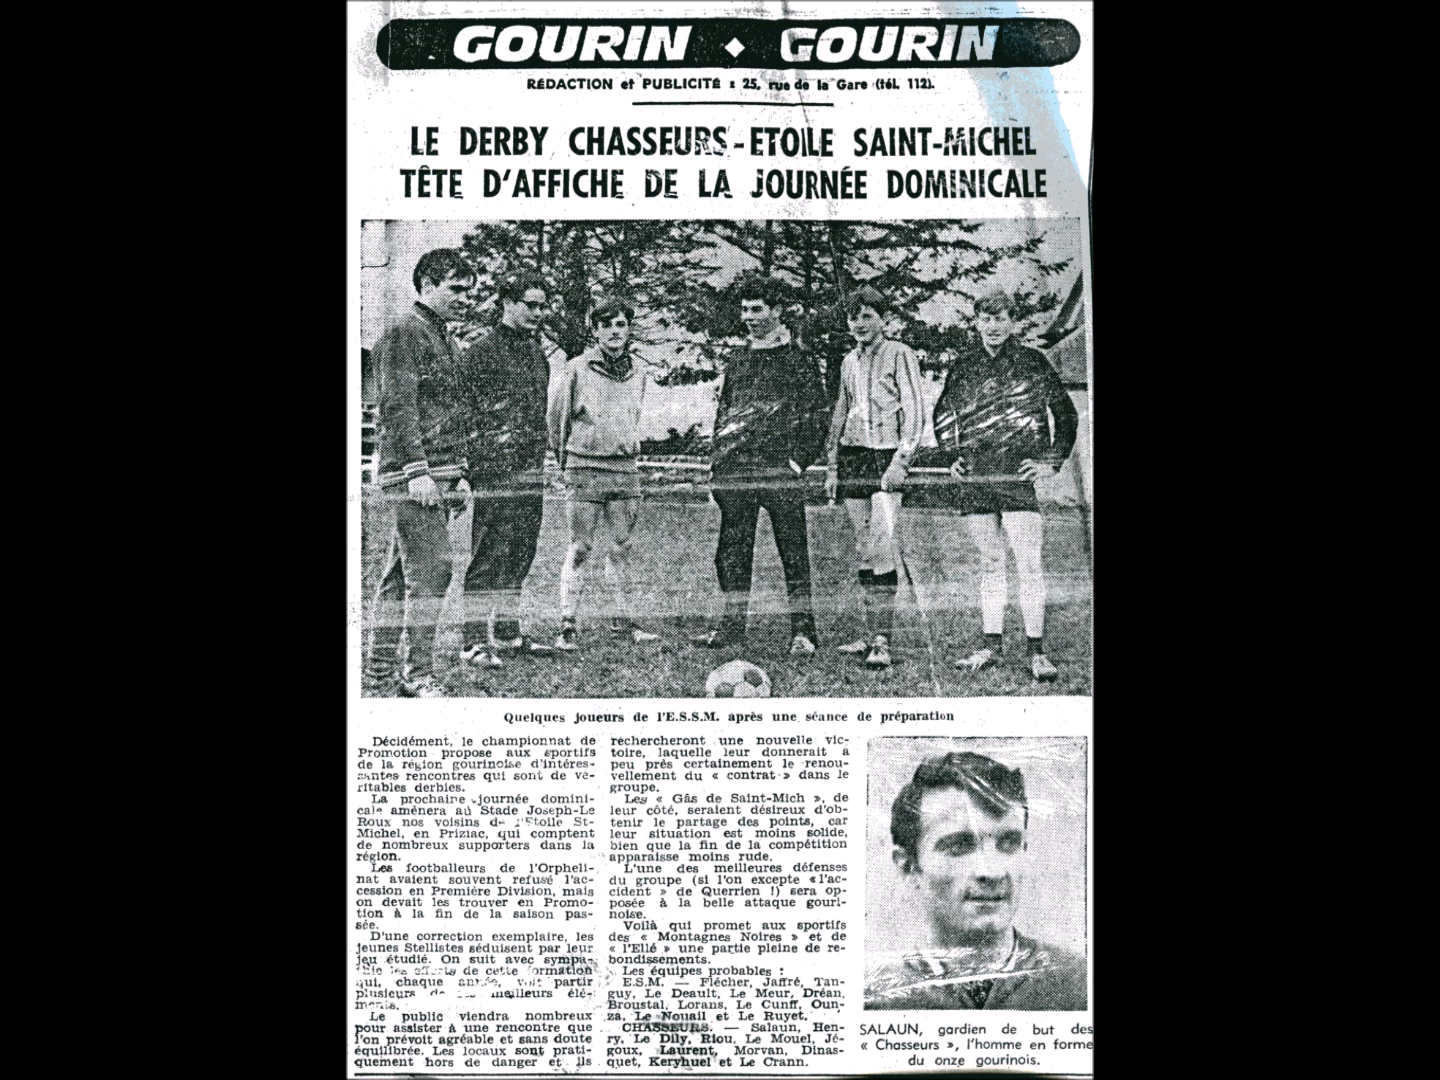 GOURIN ◆ GOURIN
RÉDACTION et PUBLICITÉ : 25, rue de la Gare (tél. 112).
LE DERBY CHASSEURS-ETOILE SAINT-MICHEL
TÊTE D'AFFICHE DE LA JOURNÉE DOMINICALE
Quelques joueurs de l'E.S.S.M. après une séance de préparation
Décidément, le championnat de
Promotion propose aux sportifs
de la région gourinoise d'intéres-
santes rencontres qui sont de vé-
ritables derbies.
La prochaine journée domini-
cale amènera au Stade Joseph-Le
Roux nos voisins de l'Etoile St-
Michel, en Priziac, qui comptent
de nombreux supporters dans la
région.
Les footballeurs de l'Orpheli-
nat avaient souvent refusé l'ac-
cession en Première Division, mais
on devait les trouver en Promo-
tion à la fin de la saison pas-
sée.
D'une correction exemplaire, les
jeunes Stellistes séduisent par leur
jeu étudié. On suit avec sympa-
thie les efforts de cette formation
qui, chaque année, voit partir
plusieurs de meilleurs élé-
ments.
Le public viendra nombreux
pour assister à une rencontre que
l'on prévoit agréable et sans doute
équilibrée. Les locaux sont prati-
quement hors de danger et ils
rechercheront une nouvelle vic-
toire, laquelle leur donnerait a
peu près certainement le renou-
vellement du « contrat » dans le
groupe.
Les « Gâs de Saint-Mich », de
leur côté, seraient désireux d'ob-
tenir le partage des points, car
leur situation est moins solide,
bien que la fin de la compétition
apparaisse moins rude.
L'une des meilleures défenses
du groupe (si l'on excepte « l'ac-
cident » de Querrien !) sera op-
posée à la belle attaque gouri-
noise.
Voilà qui promet aux sportifs
des « Montagnes Noires » et de
« l'Ellé » une partie pleine de re-
bondissements.
Les équipes probables :
E.S.M. — Flécher, Jaffré, Tan-
guy, Le Deault, Le Meur, Dréan,
Broustal, Lorans, Le Cunff, Oun-
za, Le Nouail et Le Ruyet.
CHASSEURS. — Salaun, Hen-
ry, Le Dily, Riou, Le Mouel, Jé-
goux, Laurent, Morvan, Dinas-
quet, Keryhuel et Le Crann.
SALAUN, gardien de but des
« Chasseurs », l'homme en forme
du onze gourinois.